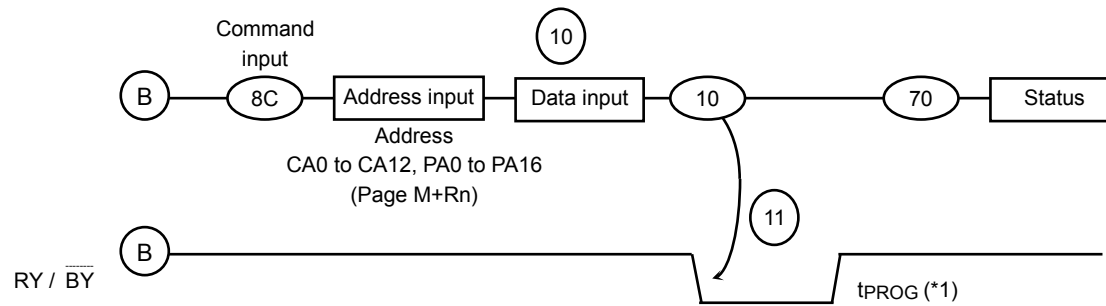 Command
input
10
B
8C
Address input
Data input
10
70
Status
Address
CA0 to CA12, PA0 to PA16
(Page M+Rn)
11
B
RY / BY
tPROG (*1)